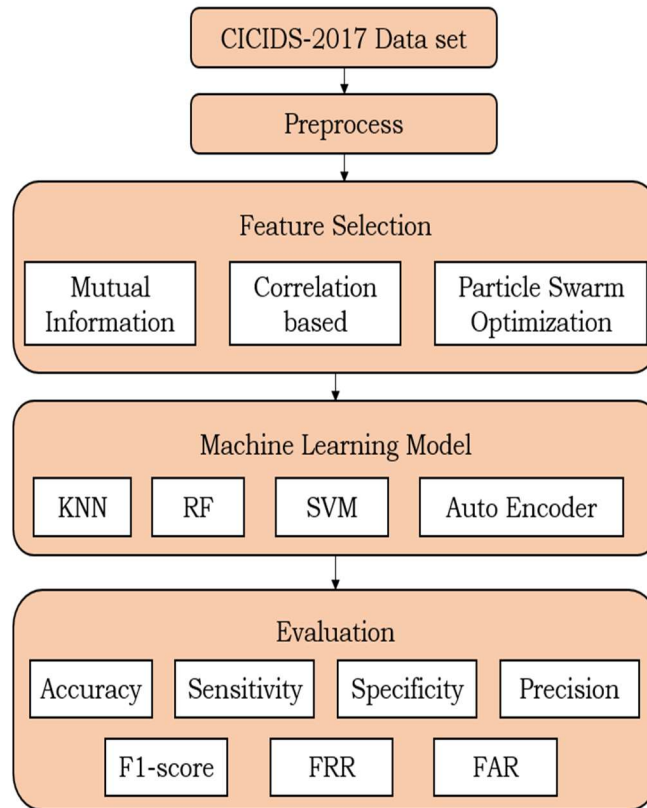 CICIDS-2017 Data set
Preprocess
Feature Selection
Mutual
Information
Correlation
based
Particle Swarm
Optimization
Machine Learning Model
KNN
RF
SVM
Auto Encoder
Evaluation
Accuracy
Sensitivity
Specificity
Precision
F1-score
FRR
FAR